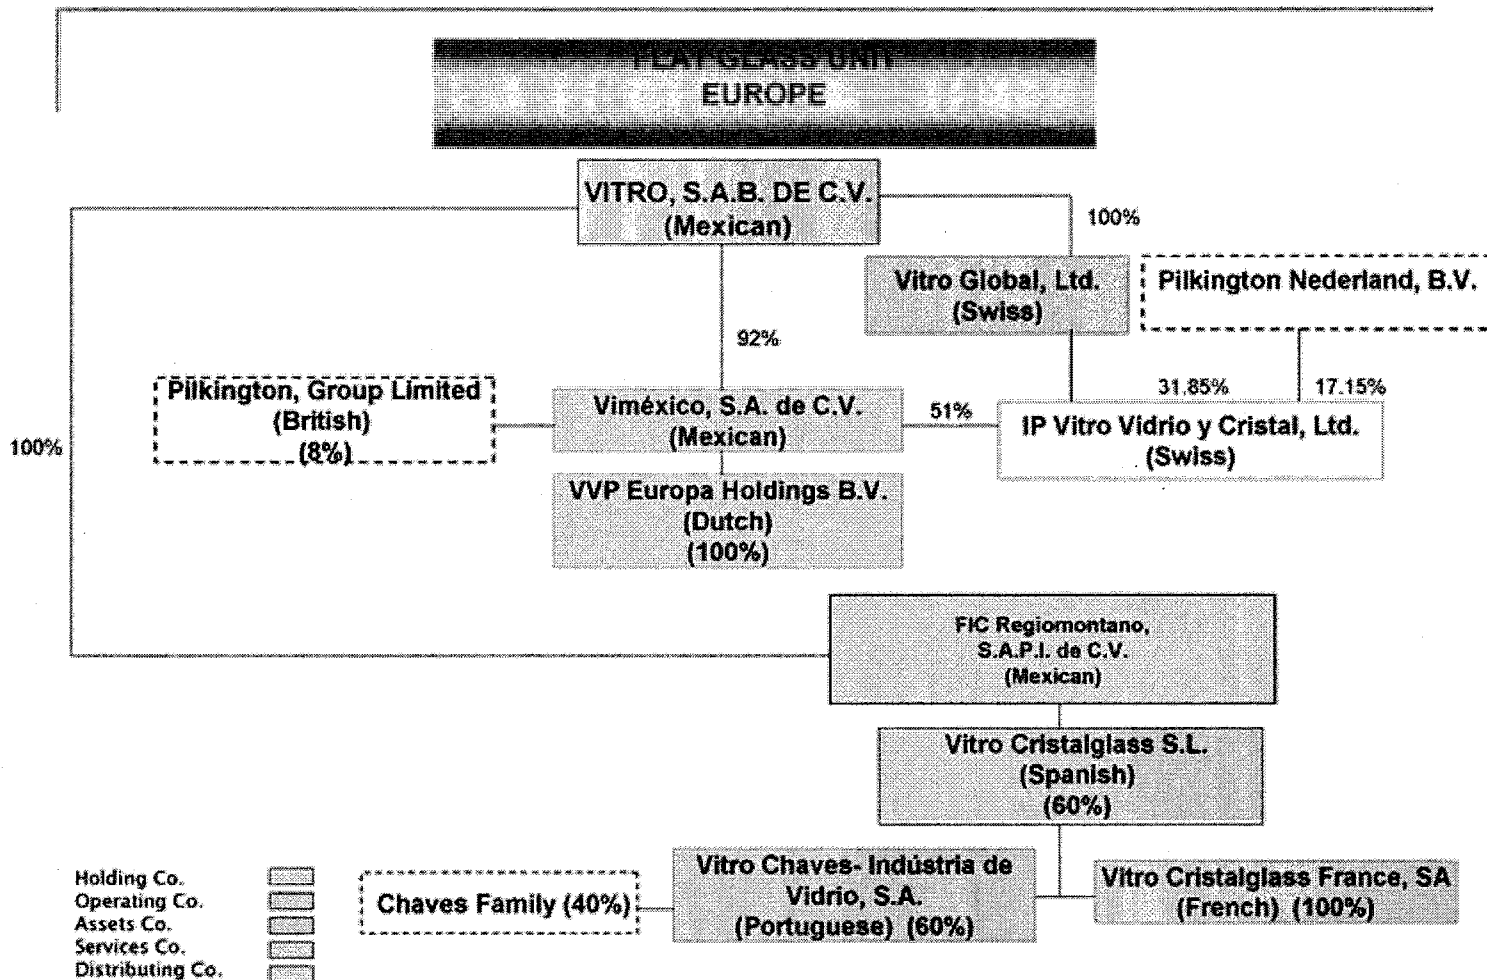 FLAT GLASS UNIT
EUROPE
VITRO, S.A.B. DE C.V.
(Mexican)
100%
Vitro Global, Ltd.
(Swiss)
Pilkington Nederland, B.V.
92%
31.85%
17.15%
Pilkington, Group Limited
(British)
(8%)
Viméxico, S.A. de C.V.
(Mexican)
51%
IP Vitro Vidrio y Cristal, Ltd.
(Swiss)
100%
VVP Europa Holdings B.V.
(Dutch)
(100%)
FIC Regiomontano,
S.A.P.I. de C.V.
(Mexican)
Vitro Cristalglass S.L.
(Spanish)
(60%)
Chaves Family (40%)
Vitro Chaves- Indústria de
Vidrio, S.A.
(Portuguese) (60%)
Vitro Cristalglass France, SA
(French) (100%)
Holding Co.
Operating Co.
Assets Co.
Services Co.
Distributing Co.